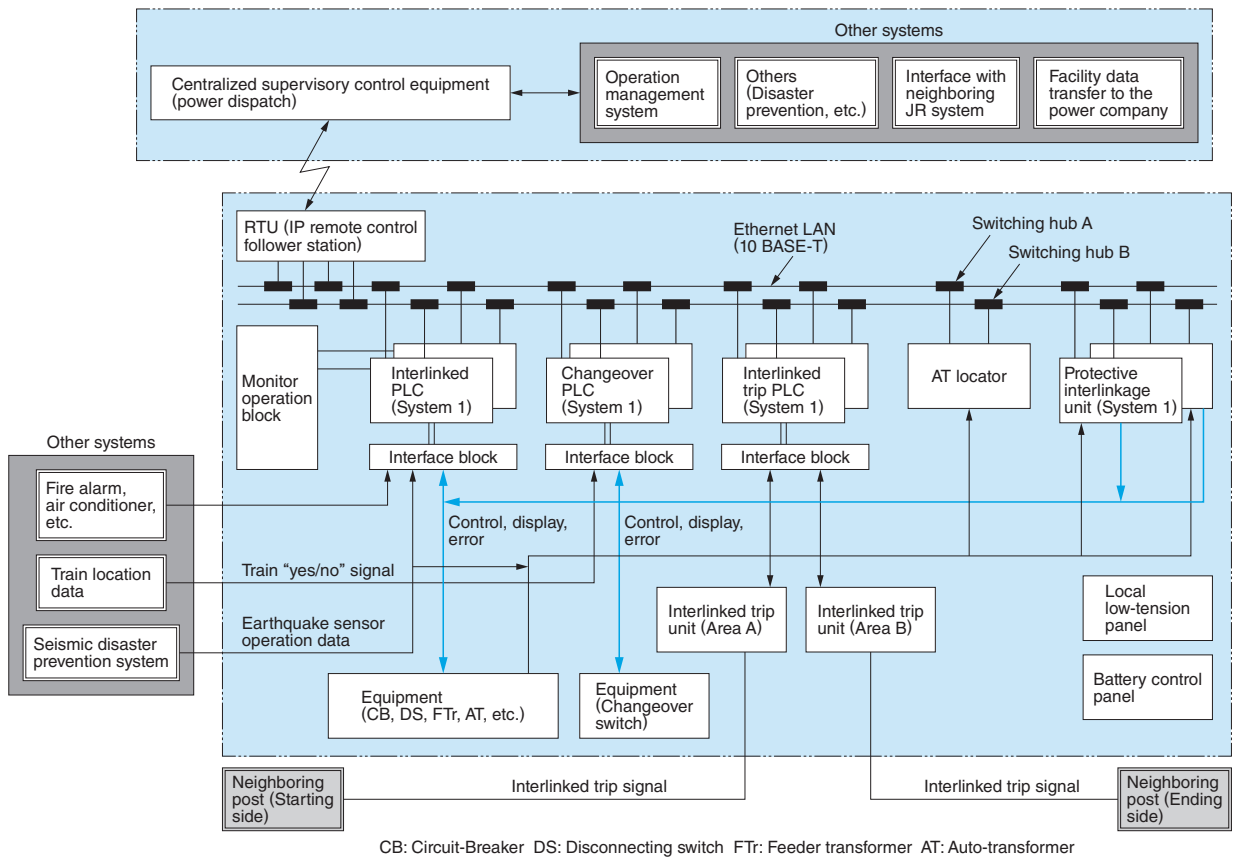 Other systems
Centralized supervisory control equipment
(power dispatch)
Operation
management
system
Others
(Disaster
prevention, etc.)
Interface with
neighboring
JR system
Facility data
transfer to the
power company
RTU (IP remote control
follower station)
Ethernet LAN
(10 BASE-T)
Switching hub A
Switching hub B
Monitor
operation
block
Interlinked
PLC
(System 1)
Changeover
PLC
(System 1)
Interlinked
trip PLC
(System 1)
AT locator
Protective
interlinkage
unit (System 1)
Interface block
Interface block
Interface block
Other systems
Fire alarm,
air conditioner,
etc.
Train location
data
Seismic disaster
prevention system
Control, display,
error
Control, display,
error
Train “yes/no” signal
Earthquake sensor
operation data
Interlinked trip
unit (Area A)
Interlinked trip
unit (Area B)
Local
low-tension
panel
Battery control
panel
Equipment
(CB, DS, FTr, AT, etc.)
Equipment
(Changeover
switch)
Neighboring
post (Starting
side)
Interlinked trip signal
Interlinked trip signal
Neighboring
post (Ending
side)
CB: Circuit-Breaker DS: Disconnecting switch FTr: Feeder transformer AT: Auto-transformer